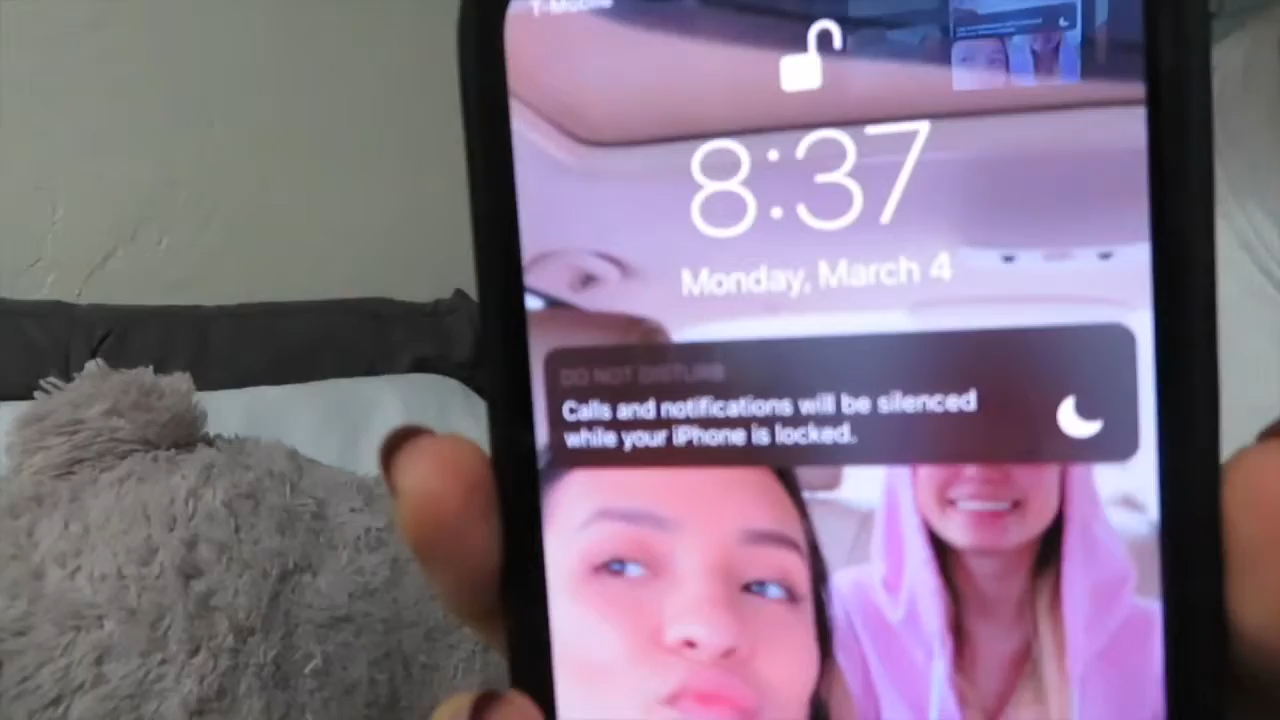 T-Mobile
8:37
Monday, March 4
DO NOT DISTURB
Calls and notifications will be silenced
while your iPhone is locked.